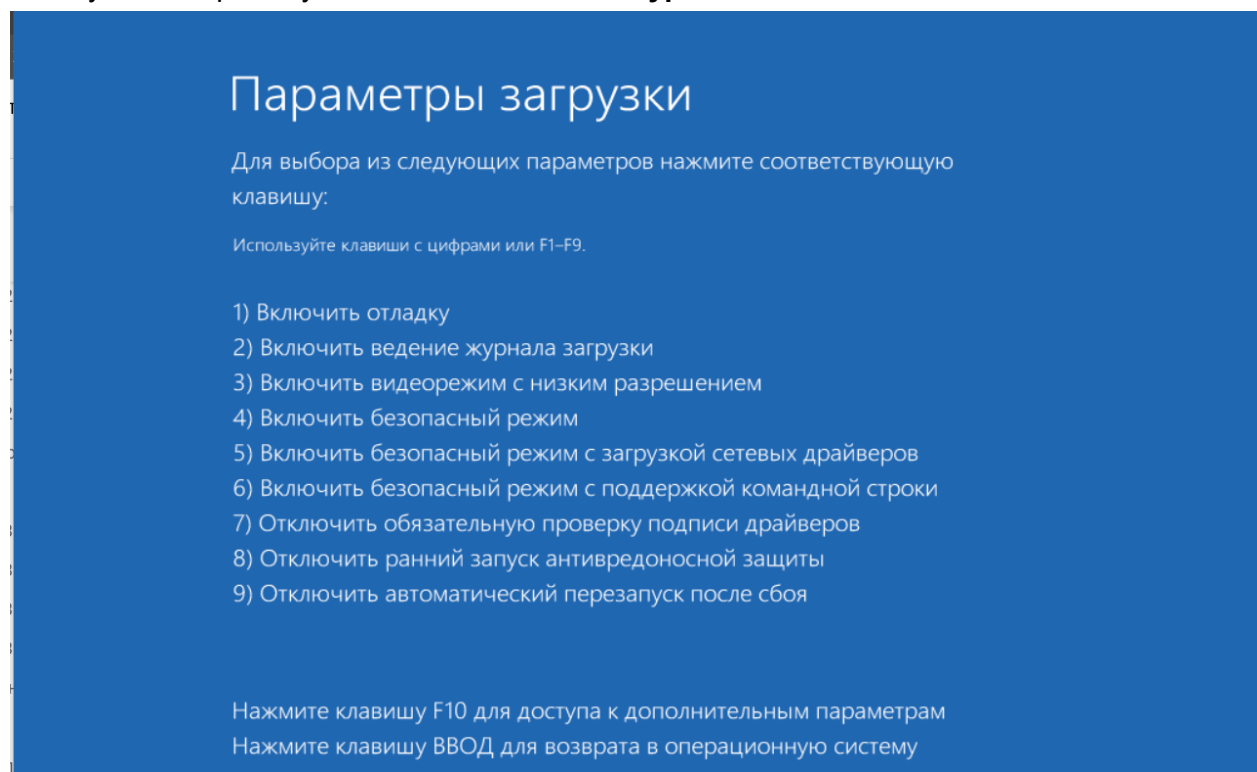 Параметры загрузки
Для выбора из следующих параметров нажмите соответствующую
клавишу:
Используйте клавиши с цифрами или F1–F9.
1) Включить отладку
2) Включить ведение журнала загрузки
3) Включить видеорежим с низким разрешением
4) Включить безопасный режим
5) Включить безопасный режим с загрузкой сетевых драйверов
6) Включить безопасный режим с поддержкой командной строки
7) Отключить обязательную проверку подписи драйверов
8) Отключить ранний запуск антивредоносной защиты
9) Отключить автоматический перезапуск после сбоя
Нажмите клавишу F10 для доступа к дополнительным параметрам
Нажмите клавишу ВВОД для возврата в операционную систему